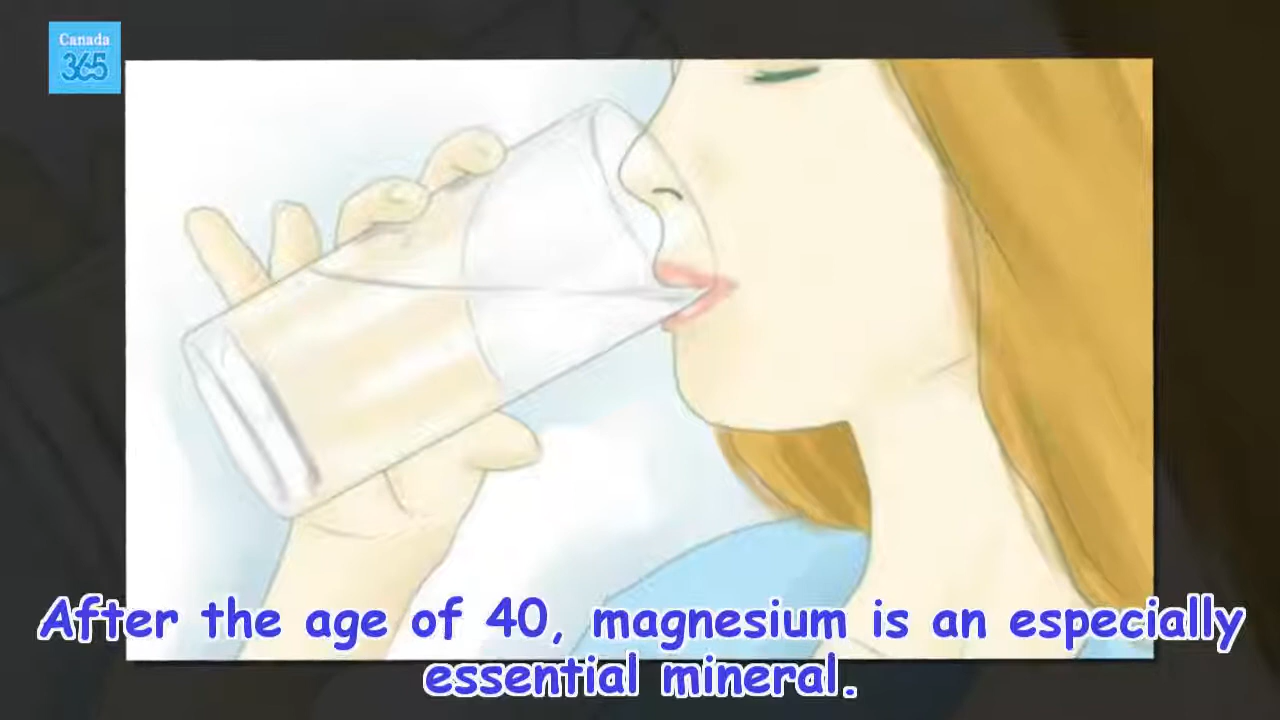 Canada
365
After the age of 40, magnesium is an especially
essential mineral.